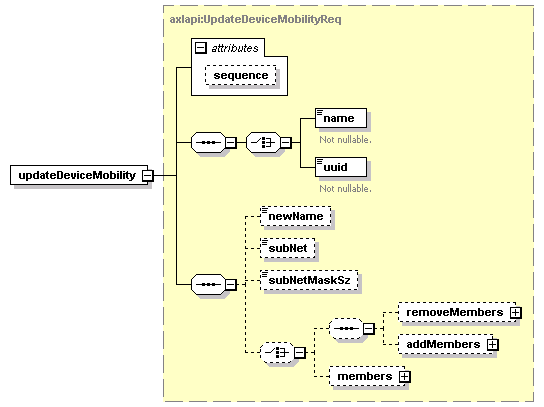 axlapi:UpdateDeviceMobilityReq
attributes
sequence
name
Not nullable.
uuid
Not nullable.
updateDeviceMobility
newName
subNet
subNetMaskSz
removeMembers
addMembers
members